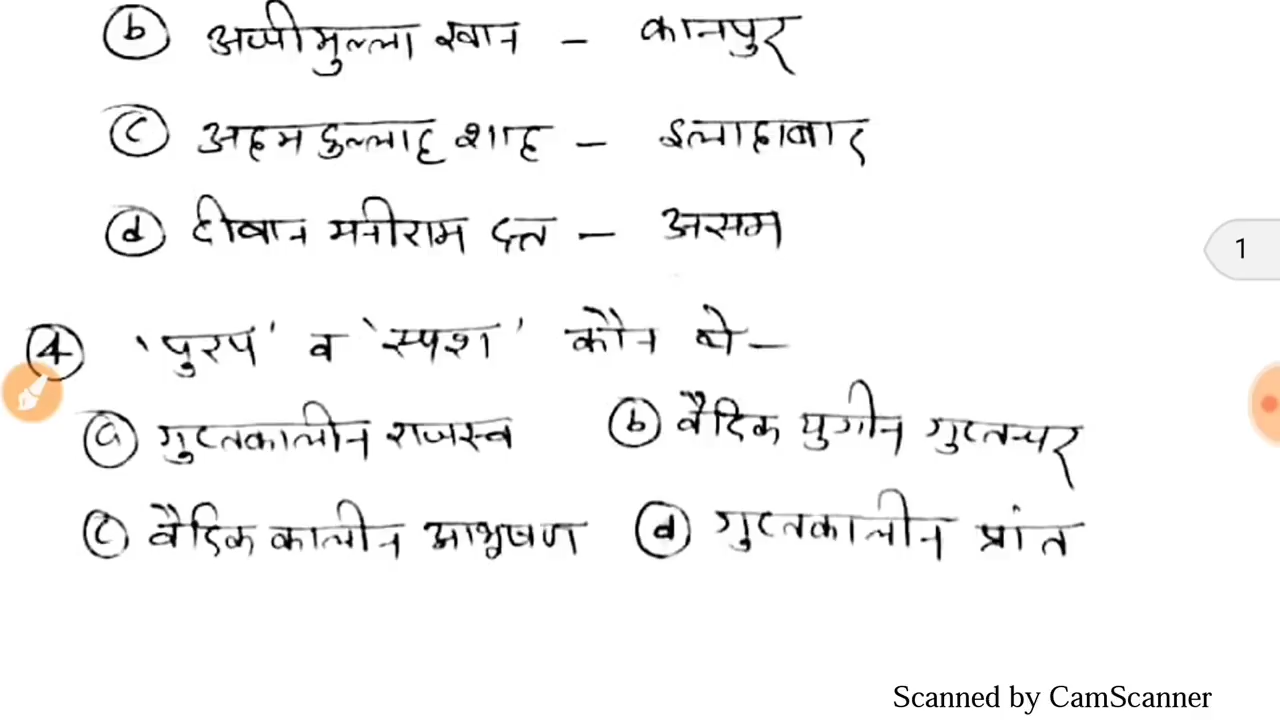 (b) अजीमुल्ला खान – कानपुर
(c) अहमदुल्लाह शाह – इलाहाबाद
(d) दीवान मनीराम दत्त – असम
1
(4) 'पुरप' व 'स्पश' कौन थे –
(a) गुप्तकालीन राजस्व (b) वैदिक युगीन गुप्तचर
(c) वैदिक कालीन आभूषण (d) गुप्तकालीन प्रांत
Scanned by CamScanner